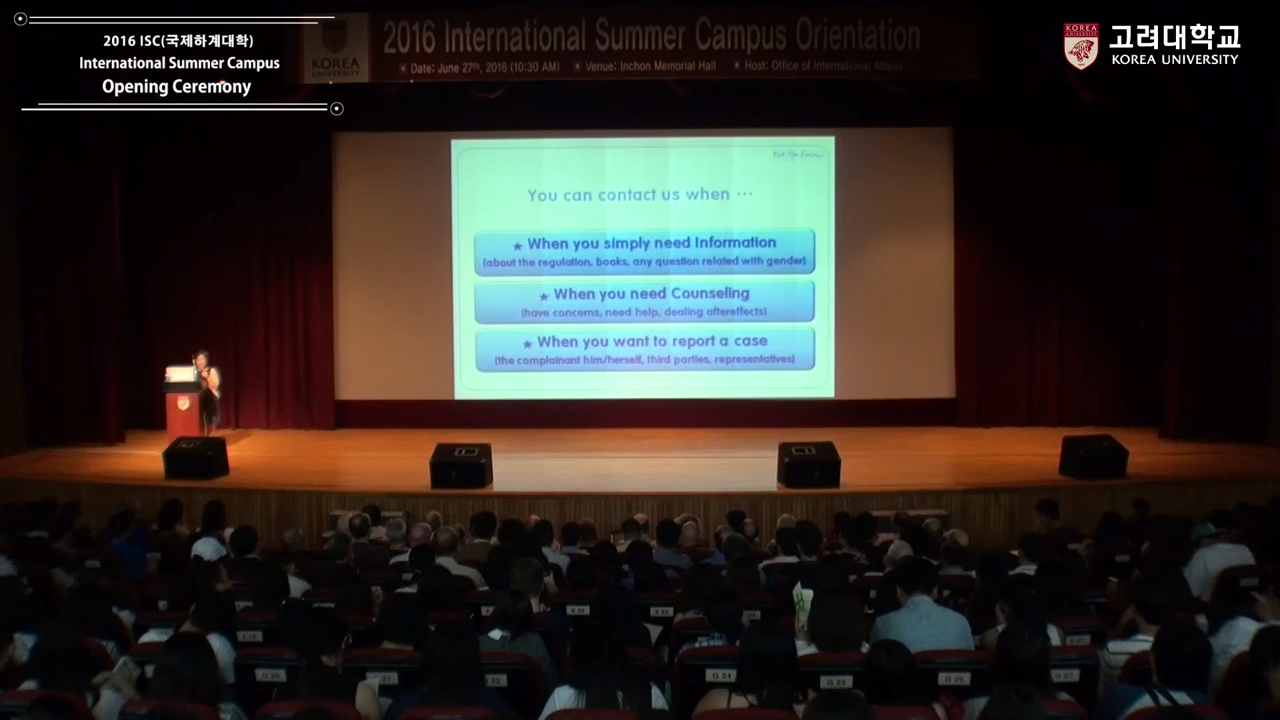 2016 ISC(국제하계대학)
International Summer Campus
Opening Ceremony
KOREA
UNIVERSITY
2016 International Summer Campus Orientation
Date: June 27th, 2016 (10:30 AM) Venue: Inchon Memorial Hall Host: Office of International Affairs
KOREA
고려대학교
KOREA UNIVERSITY
You can contact us when ···
★ When you simply need Information
(about the regulation, books, any question related with gender)
★ When you need Counseling
(have concerns, need help, dealing aftereffects)
★ When you want to report a case
(the complainant him/herself, third parties, representatives)
G 24
G 25
G 26